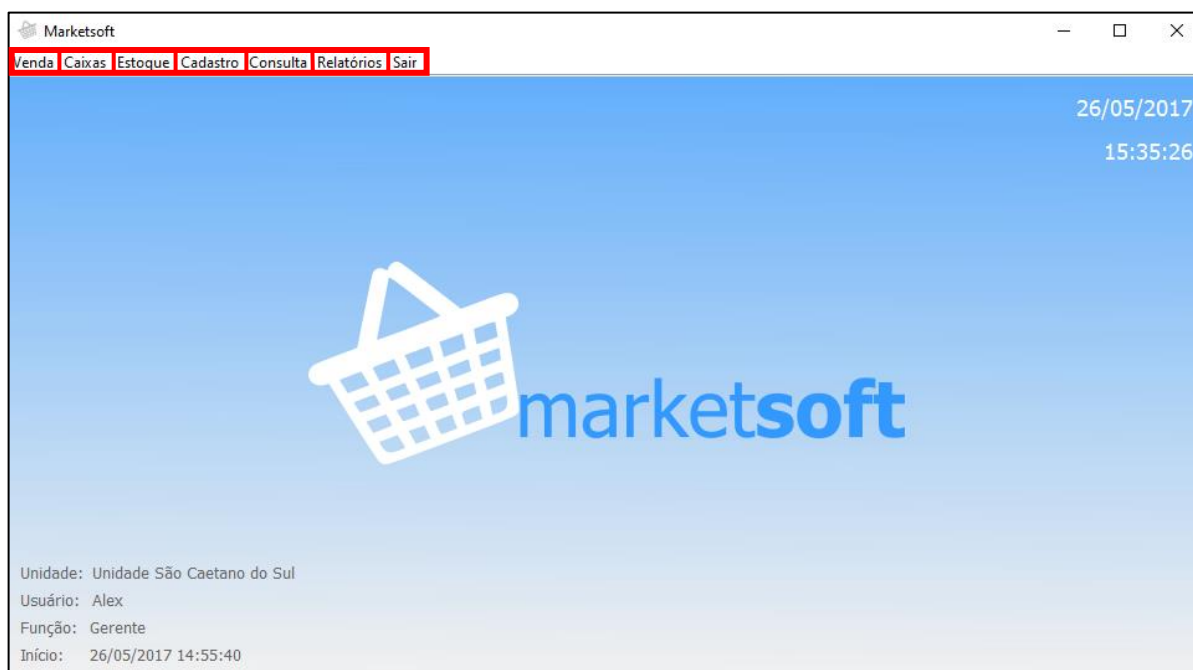 Marketsoft
Venda Caixas Estoque Cadastro Consulta Relatórios Sair
26/05/2017
15:35:26
marketsoft
Unidade: Unidade São Caetano do Sul
Usuário: Alex
Função: Gerente
Início: 26/05/2017 14:55:40